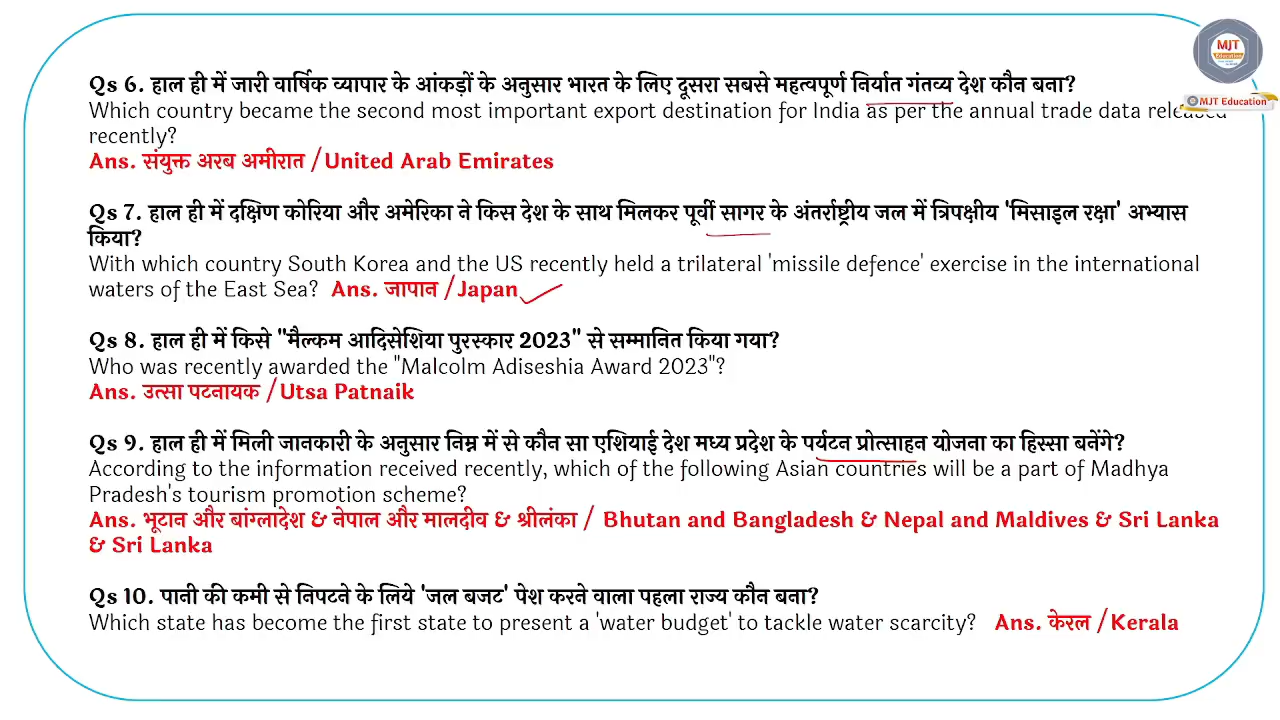 MJT
Education
MJT Education
Qs 6. हाल ही में जारी वार्षिक व्यापार के आंकड़ों के अनुसार भारत के लिए दूसरा सबसे महत्वपूर्ण निर्यात गंतव्य देश कौन बना?
Which country became the second most important export destination for India as per the annual trade data released
recently?
Ans. संयुक्त अरब अमीरात / United Arab Emirates
Qs 7. हाल ही में दक्षिण कोरिया और अमेरिका ने किस देश के साथ मिलकर पूर्वी सागर के अंतर्राष्ट्रीय जल में त्रिपक्षीय 'मिसाइल रक्षा' अभ्यास
किया?
With which country South Korea and the US recently held a trilateral 'missile defence' exercise in the international
waters of the East Sea? Ans. जापान / Japan
Qs 8. हाल ही में किसे "मैल्कम आदिसेशिया पुरस्कार 2023" से सम्मानित किया गया?
Who was recently awarded the "Malcolm Adiseshia Award 2023"?
Ans. उत्सा पटनायक / Utsa Patnaik
Qs 9. हाल ही में मिली जानकारी के अनुसार निम्न में से कौन सा एशियाई देश मध्य प्रदेश के पर्यटन प्रोत्साहन योजना का हिस्सा बनेंगे?
According to the information received recently, which of the following Asian countries will be a part of Madhya
Pradesh's tourism promotion scheme?
Ans. भूटान और बांग्लादेश & नेपाल और मालदीव & श्रीलंका / Bhutan and Bangladesh & Nepal and Maldives & Sri Lanka
& Sri Lanka
Qs 10. पानी की कमी से निपटने के लिये 'जल बजट' पेश करने वाला पहला राज्य कौन बना?
Which state has become the first state to present a 'water budget' to tackle water scarcity? Ans. केरल / Kerala